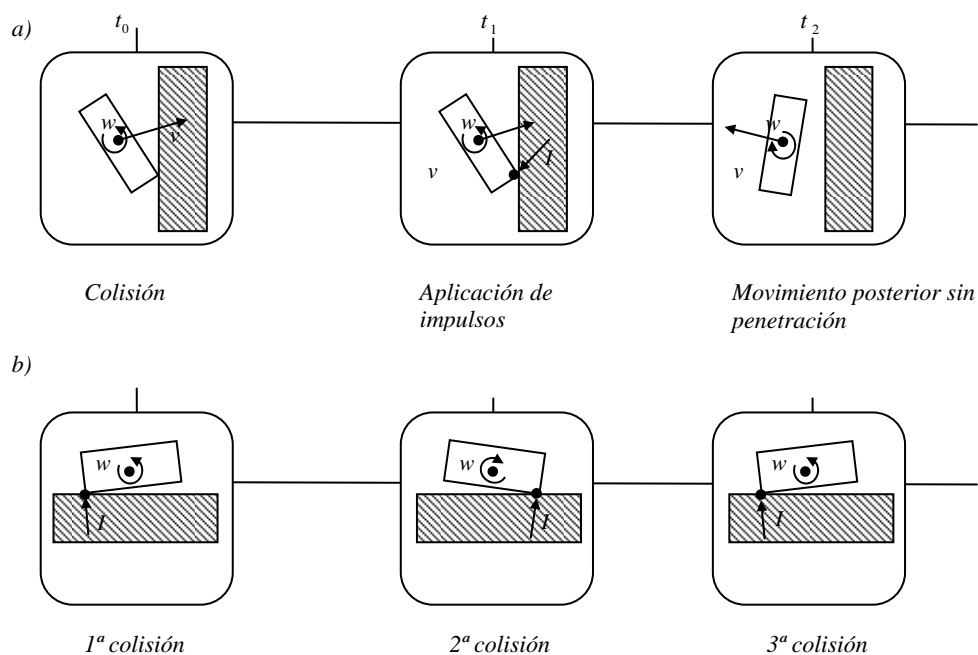 a)
t0
t1
t2
w
v
w
v
I
w
v
Colisión
Aplicación de
impulsos
Movimiento posterior sin
penetración
b)
w
I
w
I
w
I
1ª colisión
2ª colisión
3ª colisión